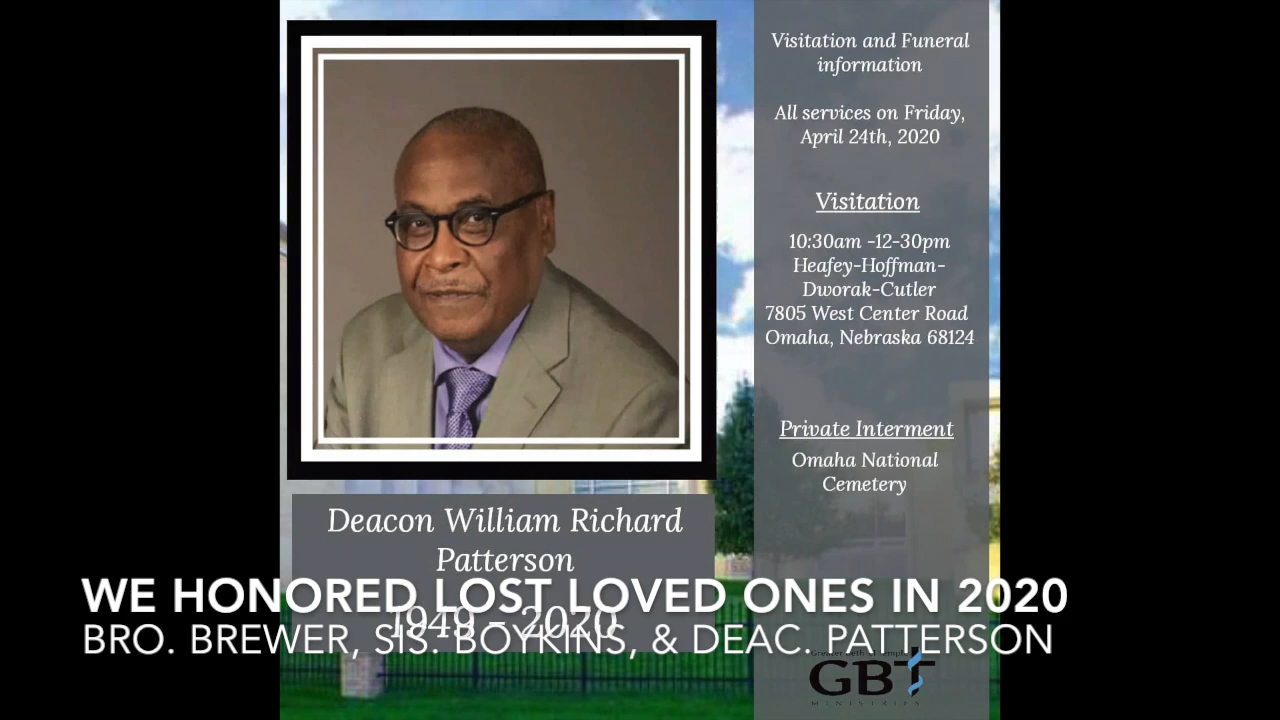 Visitation and Funeral
information
All services on Friday,
April 24th, 2020
Visitation
10:30am -12-30pm
Heafey-Hoffman-
Dworak-Cutler
7805 West Center Road
Omaha, Nebraska 68124
Private Interment
Omaha National
Cemetery
Deacon William Richard
Patterson
1949 - 2020
WE HONORED LOST LOVED ONES IN 2020
BRO. BREWER, SIS. BOYKINS, & DEAC. PATTERSON
GBT
MINISTRIES